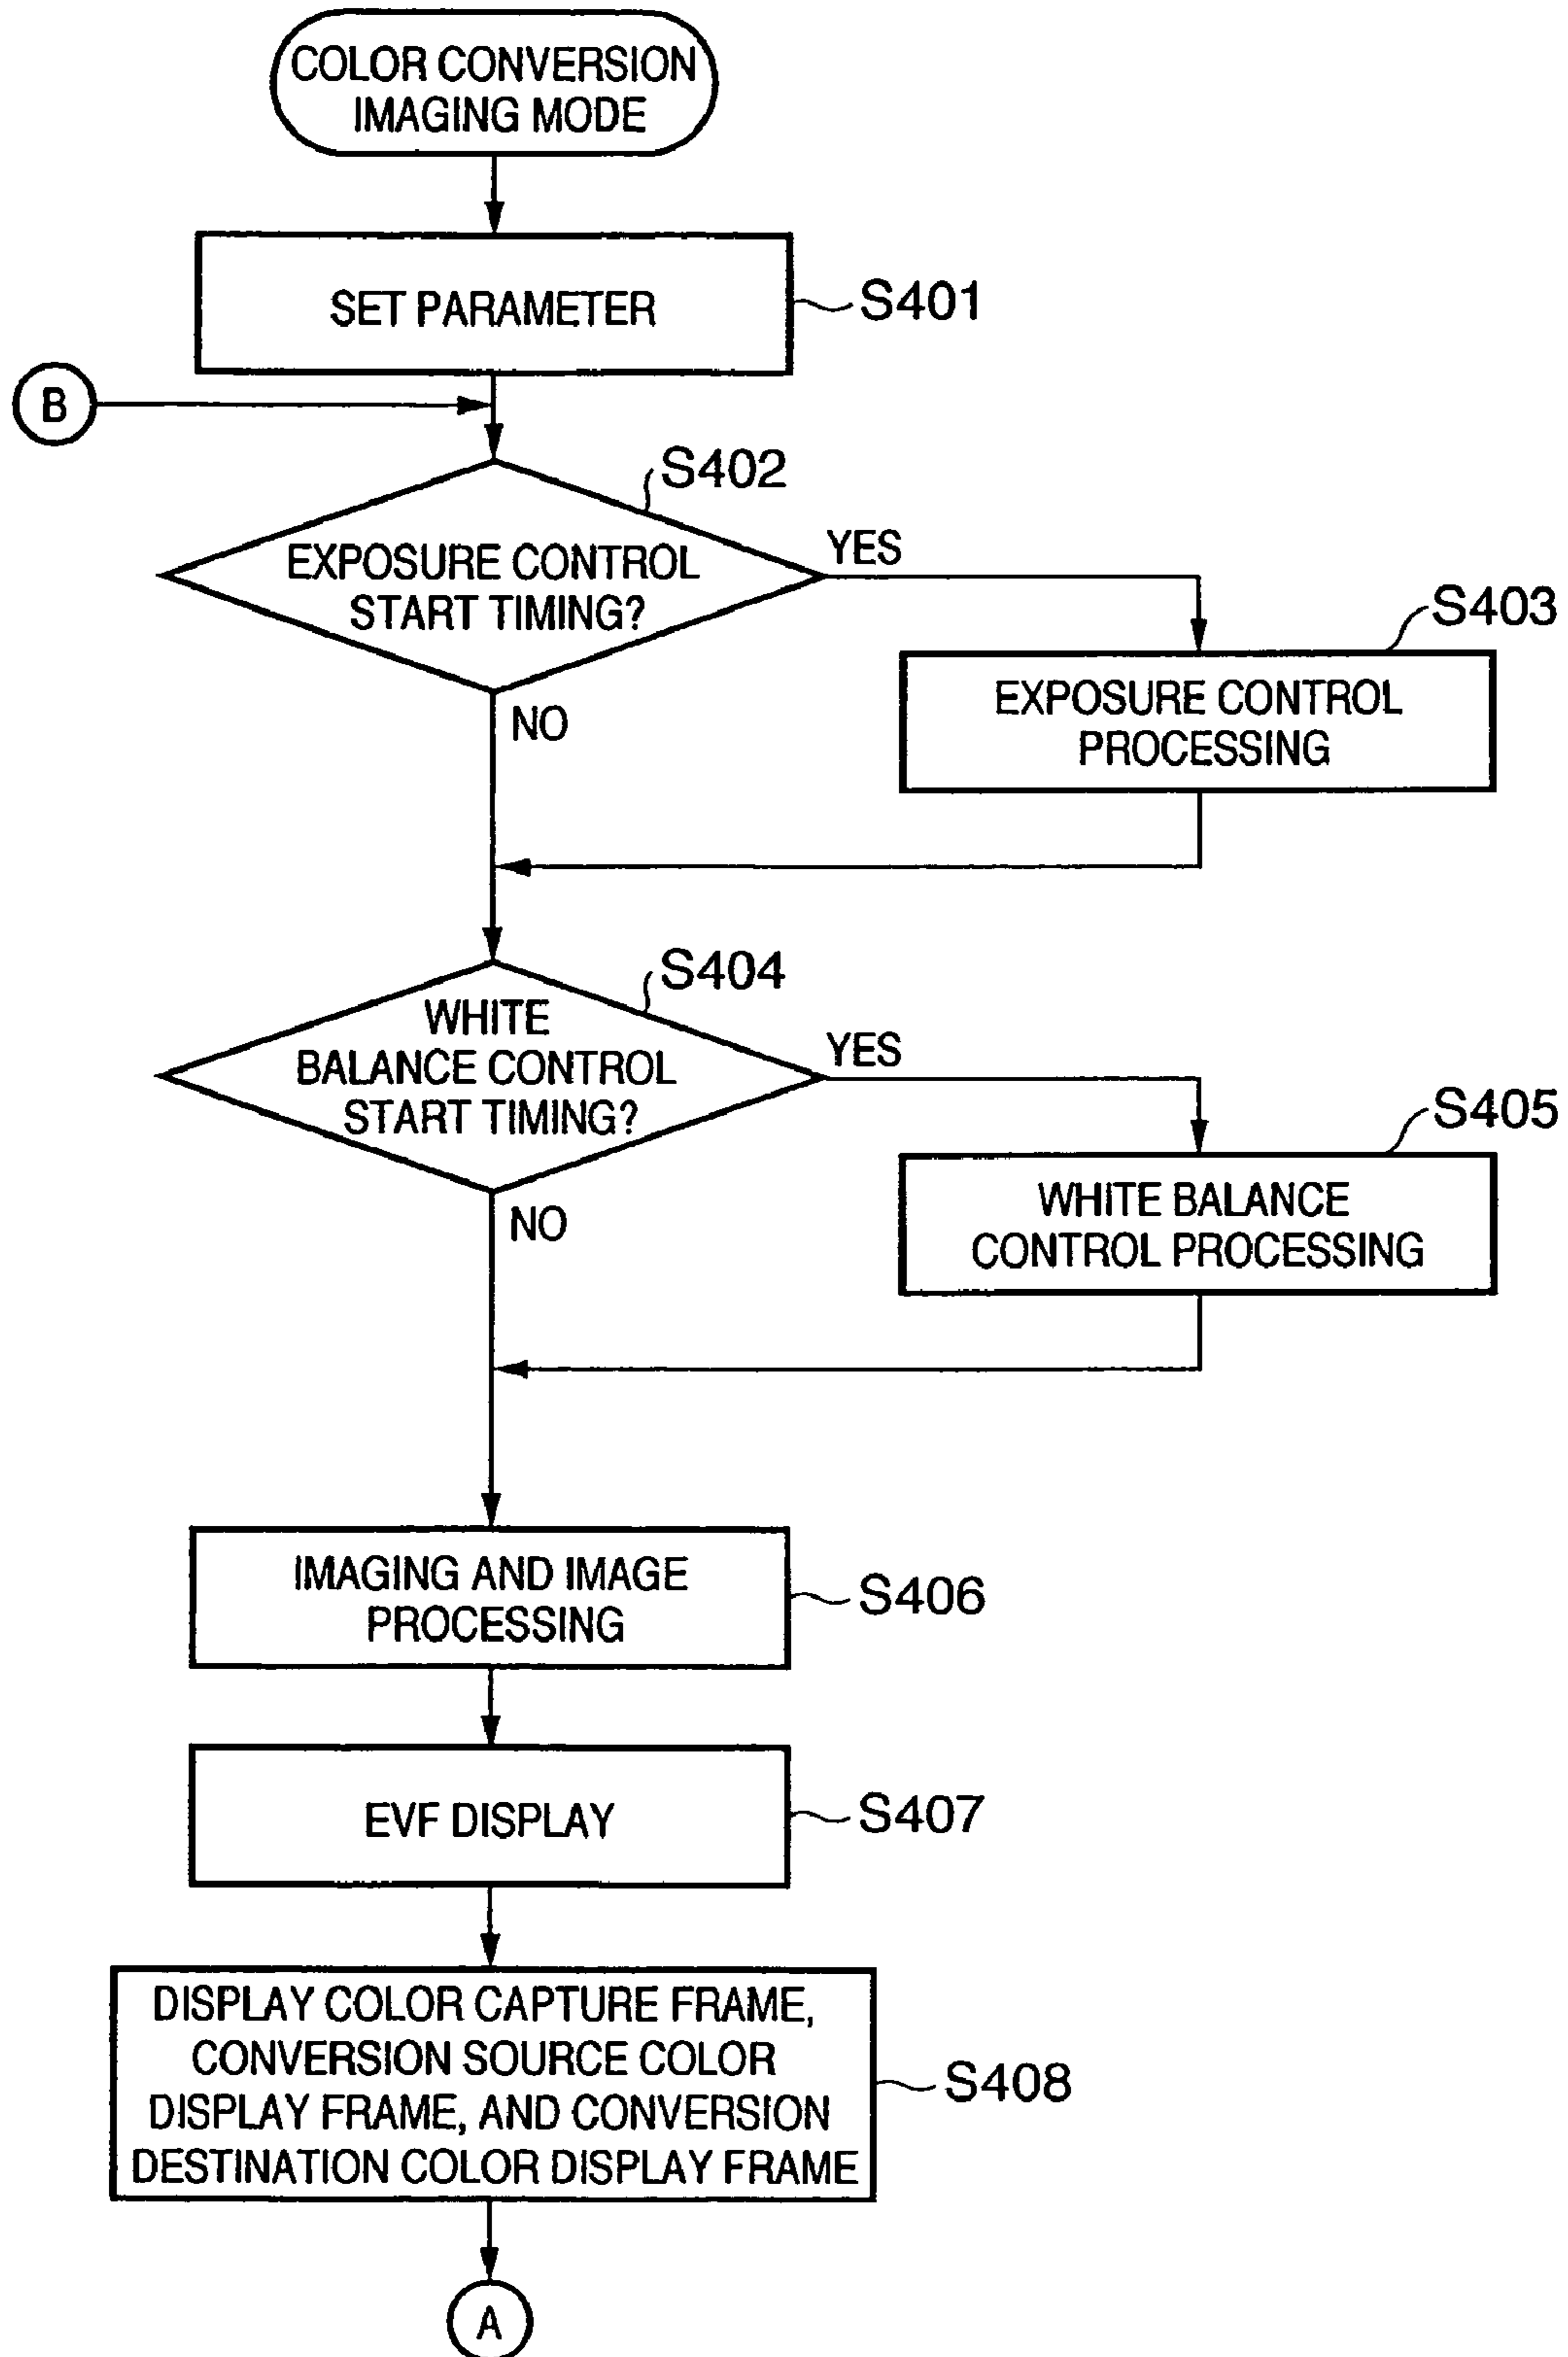 COLOR CONVERSION
IMAGING MODE
SET PARAMETER
S401
B
S402
EXPOSURE CONTROL
START TIMING?
YES
NO
S403
EXPOSURE CONTROL
PROCESSING
S404
WHITE
BALANCE CONTROL
START TIMING?
YES
NO
S405
WHITE BALANCE
CONTROL PROCESSING
IMAGING AND IMAGE
PROCESSING
S406
EVF DISPLAY
S407
DISPLAY COLOR CAPTURE FRAME,
CONVERSION SOURCE COLOR
DISPLAY FRAME, AND CONVERSION
DESTINATION COLOR DISPLAY FRAME
S408
A